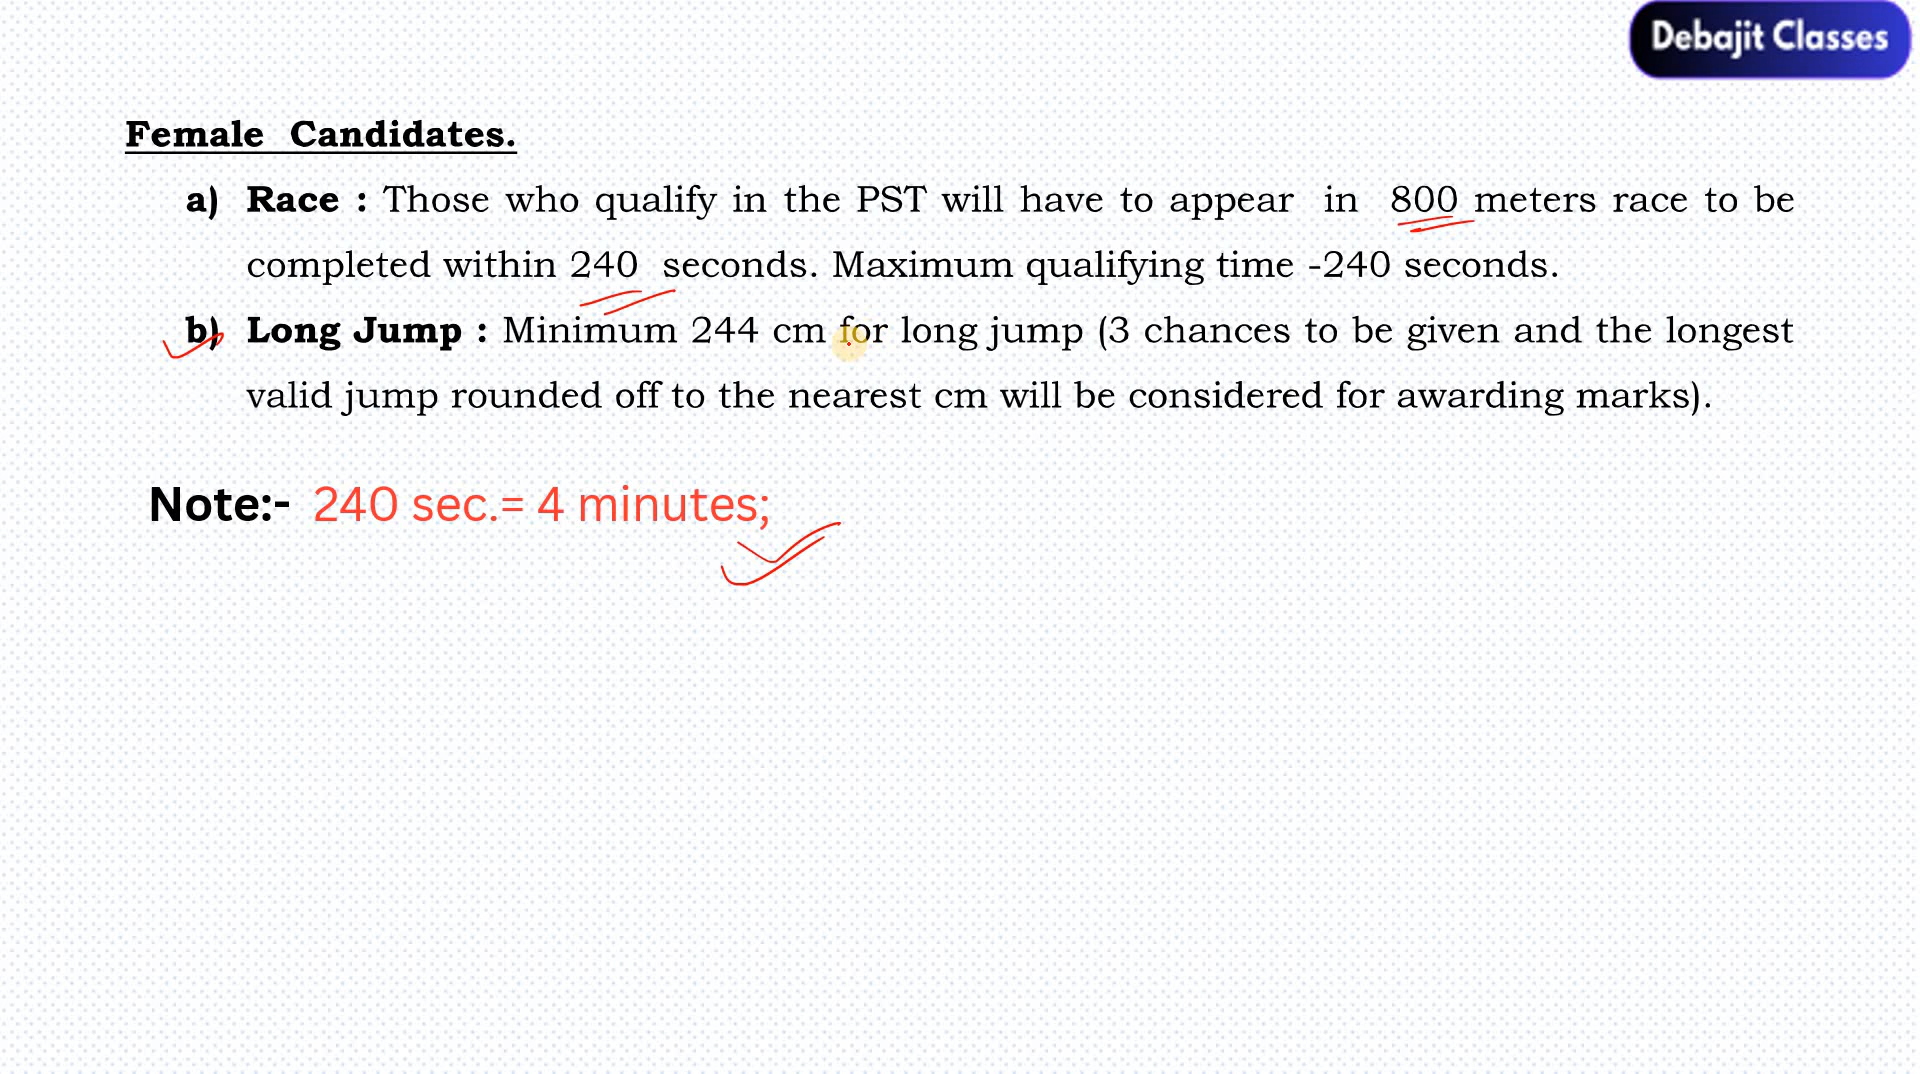 Debajit Classes
Female Candidates.
a) Race : Those who qualify in the PST will have to appear in 800 meters race to be
completed within 240 seconds. Maximum qualifying time -240 seconds.
b) Long Jump : Minimum 244 cm for long jump (3 chances to be given and the longest
valid jump rounded off to the nearest cm will be considered for awarding marks).
Note:- 240 sec.= 4 minutes;